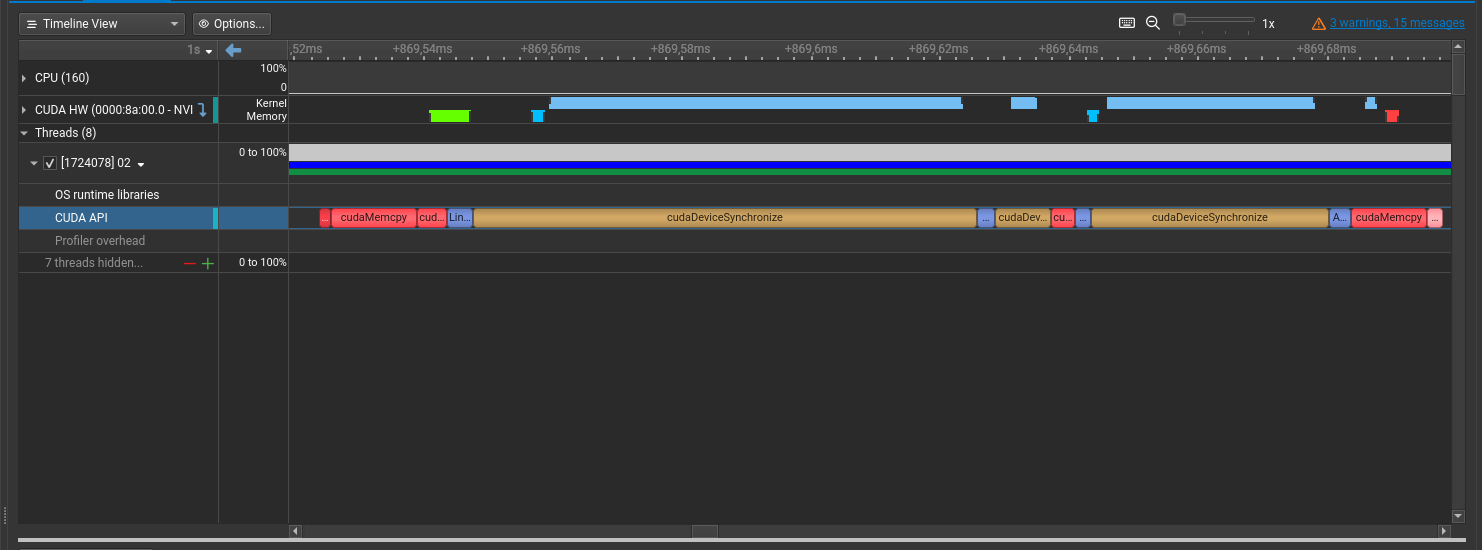 Timeline View Options... 1x 3 warnings, 15 messages
1s ,52ms +869,54ms +869,56ms +869,58ms +869,6ms +869,62ms +869,64ms +869,66ms +869,68ms
CPU (160) 100%
0
CUDA HW (0000:8a:00.0 - NVI Kernel
Memory
Threads (8)
[1724078] 02 0 to 100%
OS runtime libraries
CUDA API ... cudaMemcpy cud... Lin... cudaDeviceSynchronize ... cudaDev... cu... ... cudaDeviceSynchronize A... cudaMemcpy ...
Profiler overhead
7 threads hidden... 0 to 100%